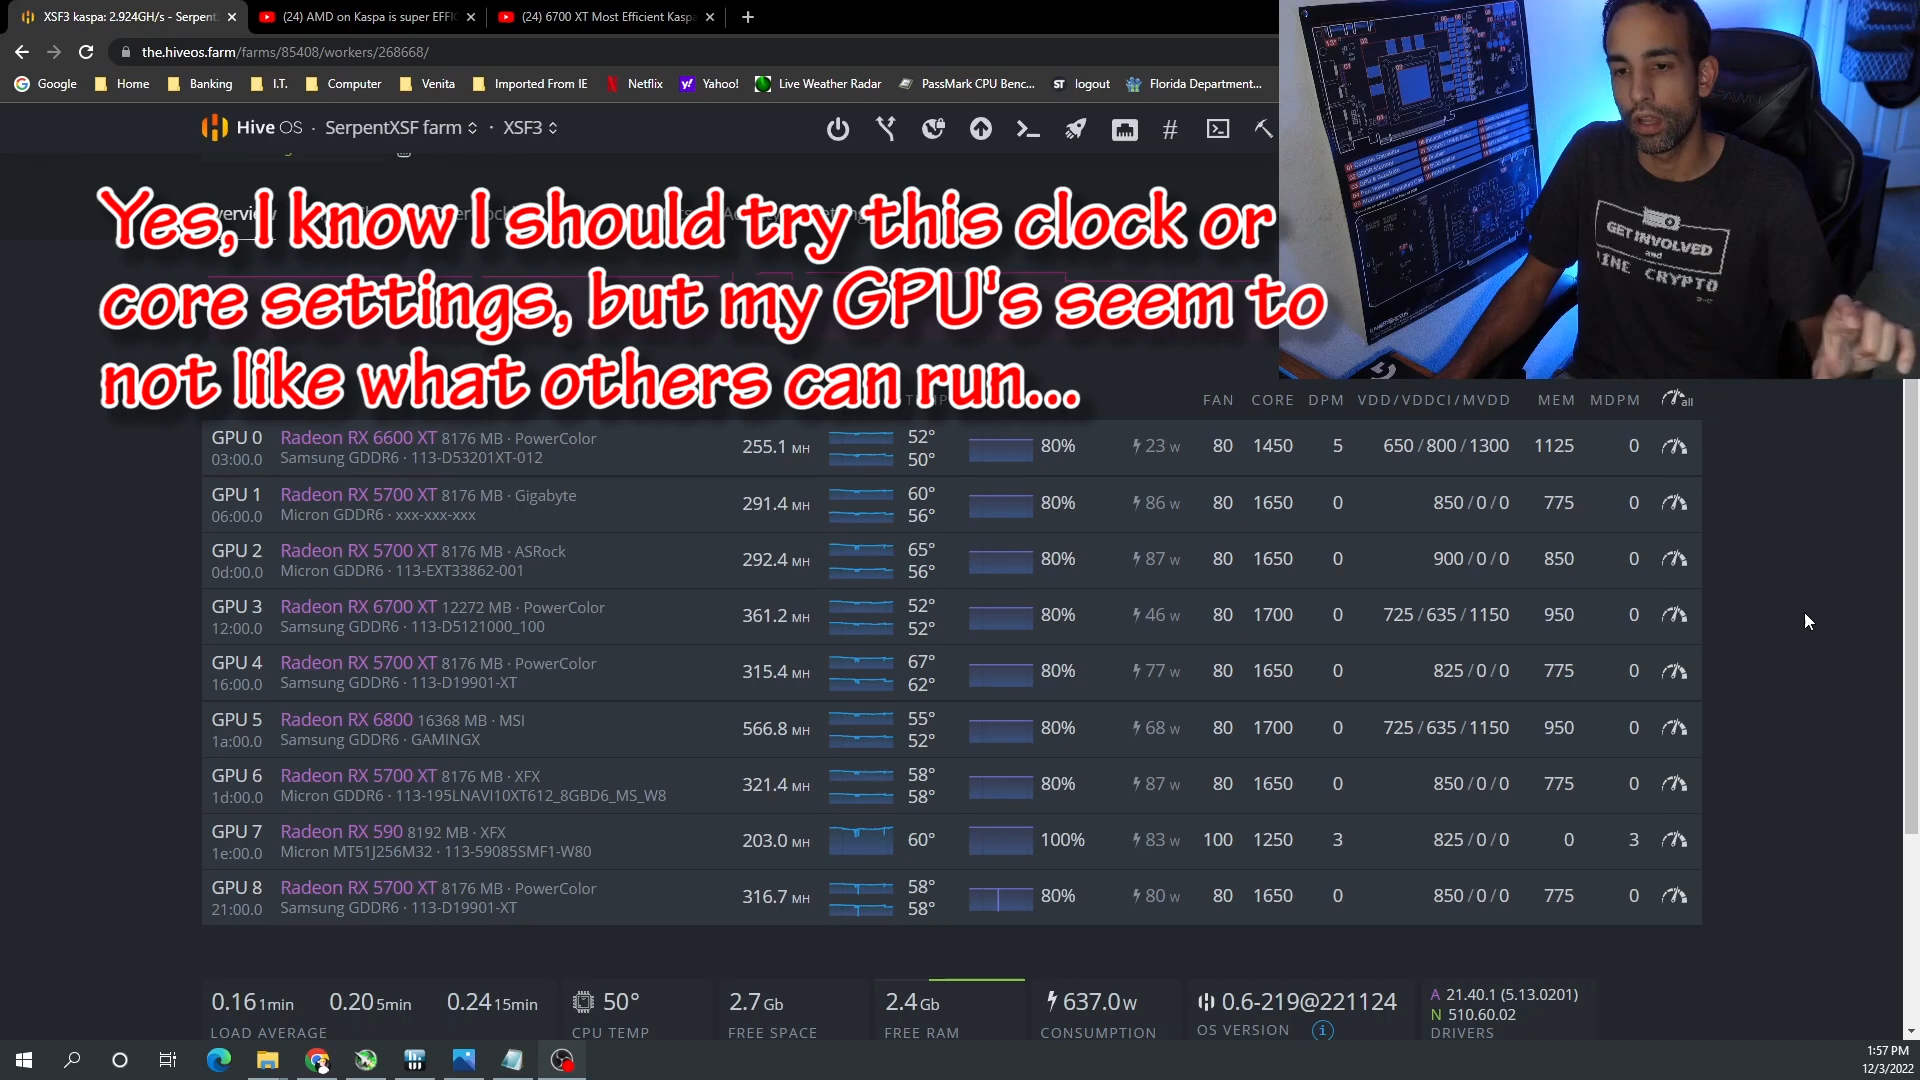 XSF3 kaspa: 2.924GH/s - Serpent
(24) AMD on Kaspa is super EFFIC
(24) 6700 XT Most Efficient Kaspa
the.hiveos.farm/farms/85408/workers/268668/
Google Home Banking I.T. Computer Venita Imported From IE Netflix Yahoo! Live Weather Radar PassMark CPU Benc... logout Florida Department...
Hive OS · SerpentXSF farm · XSF3
Yes, I know I should try this clock or
core settings, but my GPU's seem to
not like what others can run...
GET INVOLVED
and
MINE CRYPTO
FAN CORE DPM VDD/VDDCI/MVDD MEM MDPM all
GPU 0 Radeon RX 6600 XT 8176 MB · PowerColor 255.1 MH 52° 80% 23 W 80 1450 5 650/800/1300 1125 0
03:00.0 Samsung GDDR6 · 113-D53201XT-012 50°
GPU 1 Radeon RX 5700 XT 8176 MB · Gigabyte 291.4 MH 60° 80% 86 W 80 1650 0 850/0/0 775 0
06:00.0 Micron GDDR6 · xxx-xxx-xxx 56°
GPU 2 Radeon RX 5700 XT 8176 MB · ASRock 292.4 MH 65° 80% 87 W 80 1650 0 900/0/0 850 0
0d:00.0 Micron GDDR6 · 113-EXT33862-001 56°
GPU 3 Radeon RX 6700 XT 12272 MB · PowerColor 361.2 MH 52° 80% 46 W 80 1700 0 725/635/1150 950 0
12:00.0 Samsung GDDR6 · 113-D5121000_100 52°
GPU 4 Radeon RX 5700 XT 8176 MB · PowerColor 315.4 MH 67° 80% 77 W 80 1650 0 825/0/0 775 0
16:00.0 Samsung GDDR6 · 113-D19901-XT 62°
GPU 5 Radeon RX 6800 16368 MB · MSI 566.8 MH 55° 80% 68 W 80 1700 0 725/635/1150 950 0
1a:00.0 Samsung GDDR6 · GAMINGX 52°
GPU 6 Radeon RX 5700 XT 8176 MB · XFX 321.4 MH 58° 80% 87 W 80 1650 0 850/0/0 775 0
1d:00.0 Micron GDDR6 · 113-195LNAVI10XT612_8GBD6_MS_W8 58°
GPU 7 Radeon RX 590 8192 MB · XFX 203.0 MH 60° 100% 83 W 100 1250 3 825/0/0 0 3
1e:00.0 Micron MT51J256M32 · 113-59085SMF1-W80
GPU 8 Radeon RX 5700 XT 8176 MB · PowerColor 316.7 MH 58° 80% 80 W 80 1650 0 850/0/0 775 0
21:00.0 Samsung GDDR6 · 113-D19901-XT 58°
0.16 1min 0.20 5min 0.24 15min 50° 2.7 Gb 2.4 Gb 637.0 W 0.6-219@221124 A 21.40.1 (5.13.0201)
N 510.60.02
LOAD AVERAGE CPU TEMP FREE SPACE FREE RAM CONSUMPTION OS VERSION DRIVERS
1:57 PM
12/3/2022